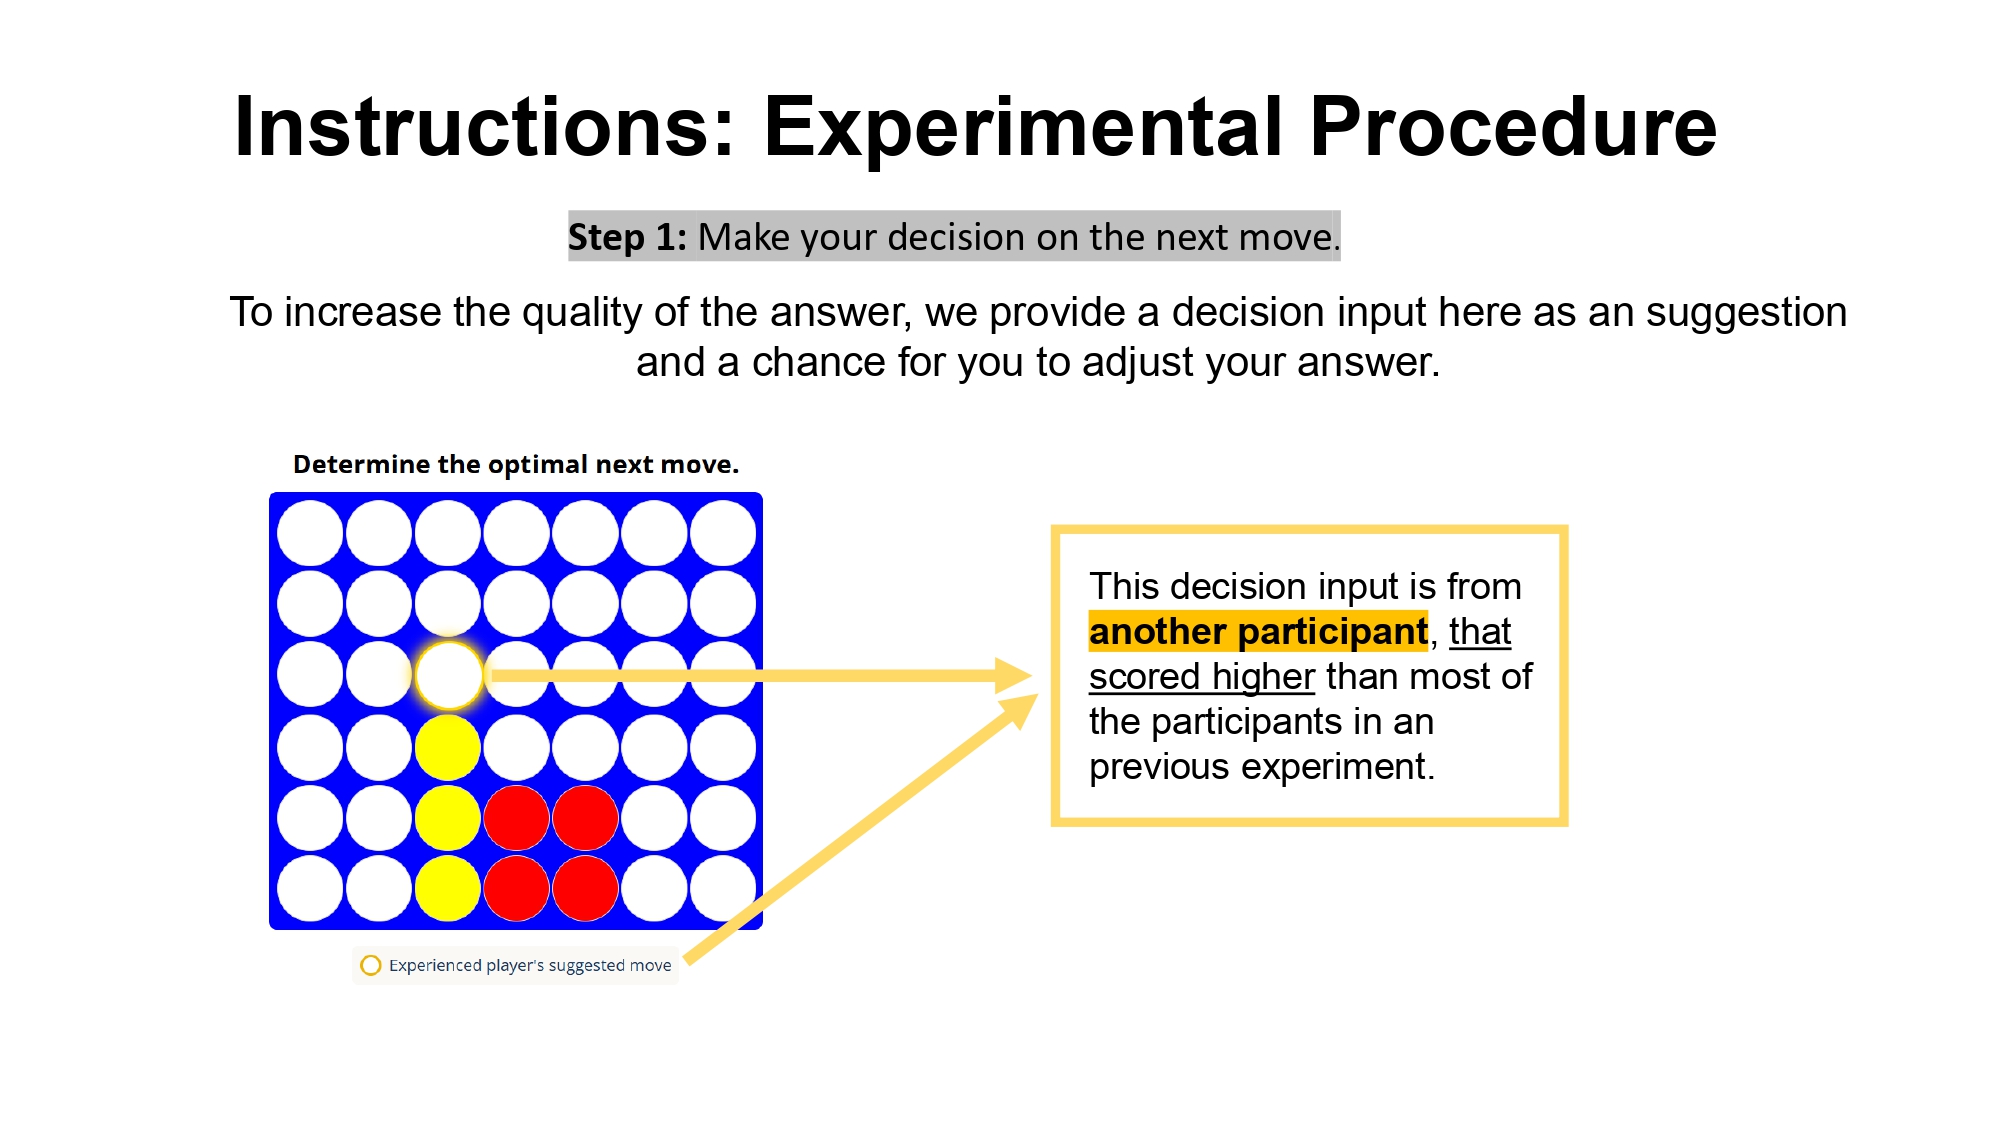 Instructions: Experimental Procedure
Step 1: Make your decision on the next move.
To increase the quality of the answer, we provide a decision input here as an suggestion
and a chance for you to adjust your answer.
Determine the optimal next move.
This decision input is from
another participant, that
scored higher than most of
the participants in an
previous experiment.
Experienced player's suggested move